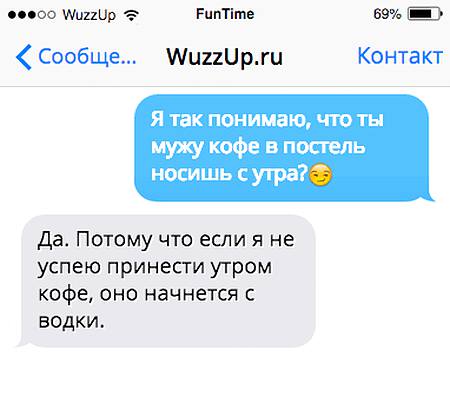 WuzzUp FunTime 69%
Сообще... WuzzUp.ru Контакт
Я так понимаю, что ты
мужу кофе в постель
носишь с утра?😏
Да. Потому что если я не
успею принести утром
кофе, оно начнется с
водки.